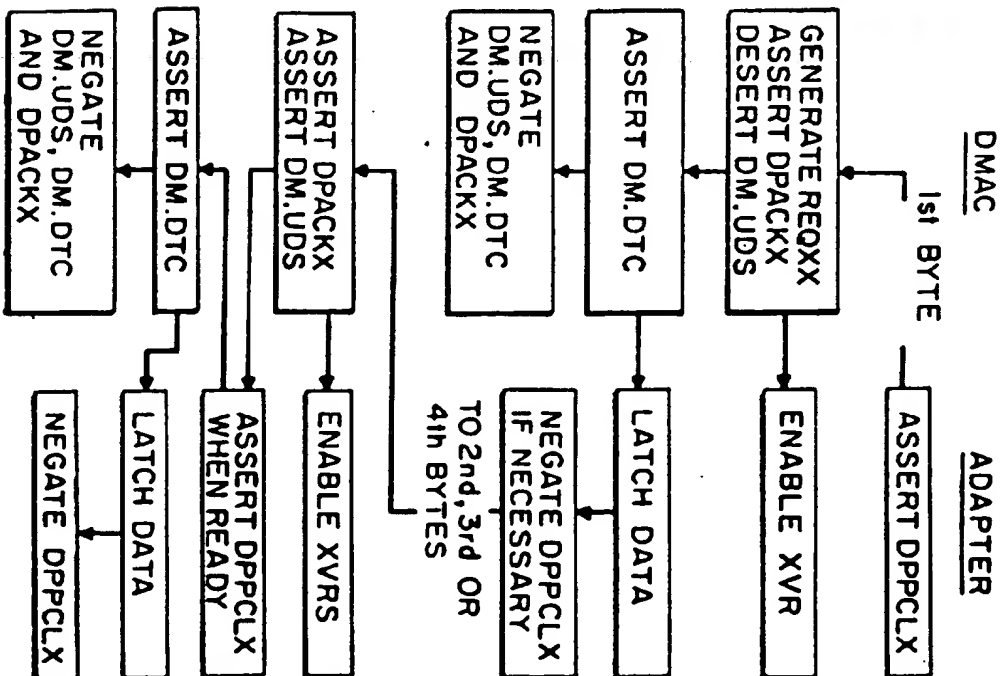 DMAC
ADAPTER
1st BYTE
ASSERT DPPCLX
GENERATE REQXX
ASSERT DPACKX
DESERT DM.UDS
ENABLE XVR
ASSERT DM.DTC
LATCH DATA
NEGATE
DM.UDS, DM.DTC
AND DPACKX
NEGATE DPPCLX
IF NECESSARY
TO 2nd, 3rd OR
4th BYTES
ASSERT DPACKX
ASSERT DM.UDS
ENABLE XVRS
ASSERT DPPCLX
WHEN READY
ASSERT DM.DTC
LATCH DATA
NEGATE
DM.UDS, DM.DTC
AND DPACKX
NEGATE DPPCLX